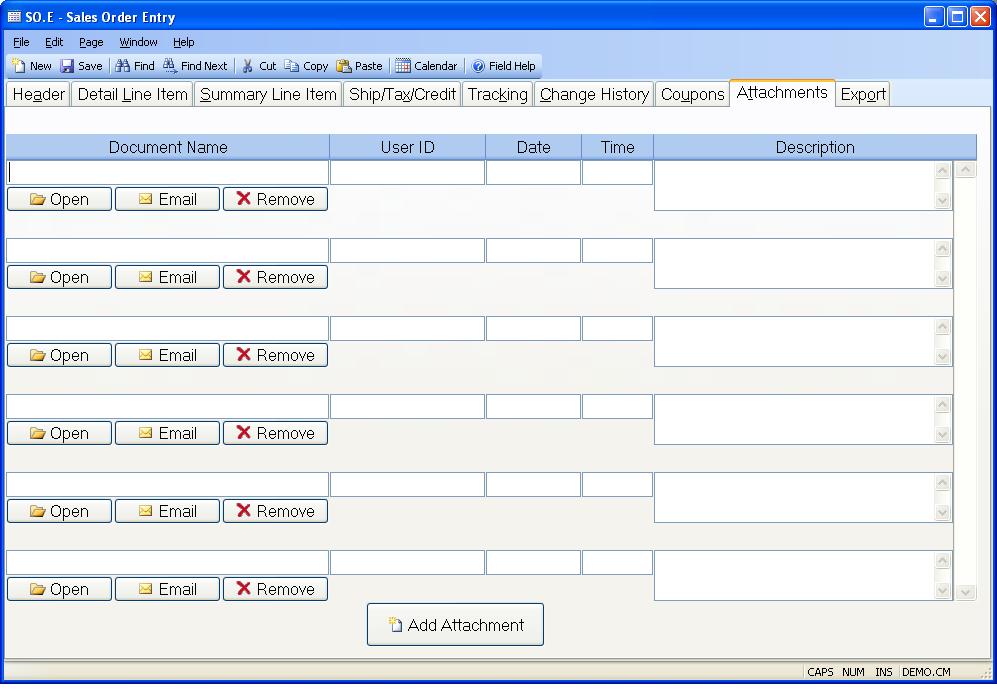 SO.E - Sales Order Entry
File Edit Page Window Help
New Save Find Find Next Cut Copy Paste Calendar Field Help
Header Detail Line Item Summary Line Item Ship/Tax/Credit Tracking Change History Coupons Attachments Export
Document Name User ID Date Time Description
Open Email Remove
Open Email Remove
Open Email Remove
Open Email Remove
Open Email Remove
Open Email Remove
Add Attachment
CAPS NUM INS DEMO.CM